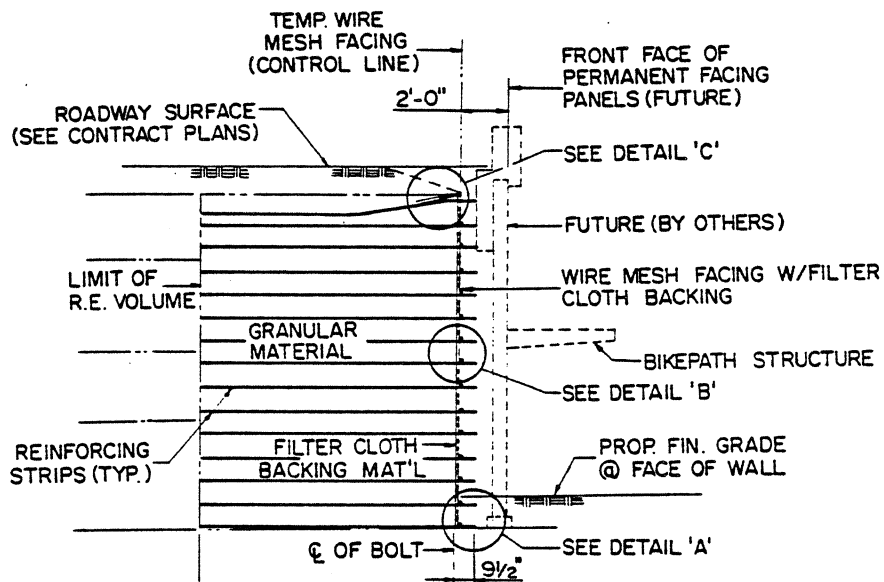 TEMP. WIRE
MESH FACING
(CONTROL LINE)
FRONT FACE OF
PERMANENT FACING
PANELS (FUTURE)
2'-0"
ROADWAY SURFACE
(SEE CONTRACT PLANS)
SEE DETAIL 'C'
FUTURE (BY OTHERS)
LIMIT OF
R.E. VOLUME
WIRE MESH FACING W/FILTER
CLOTH BACKING
GRANULAR
MATERIAL
BIKEPATH STRUCTURE
SEE DETAIL 'B'
REINFORCING
STRIPS (TYP.)
FILTER CLOTH
BACKING MAT'L
PROP. FIN. GRADE
@ FACE OF WALL
℄ OF BOLT
SEE DETAIL 'A'
9½"